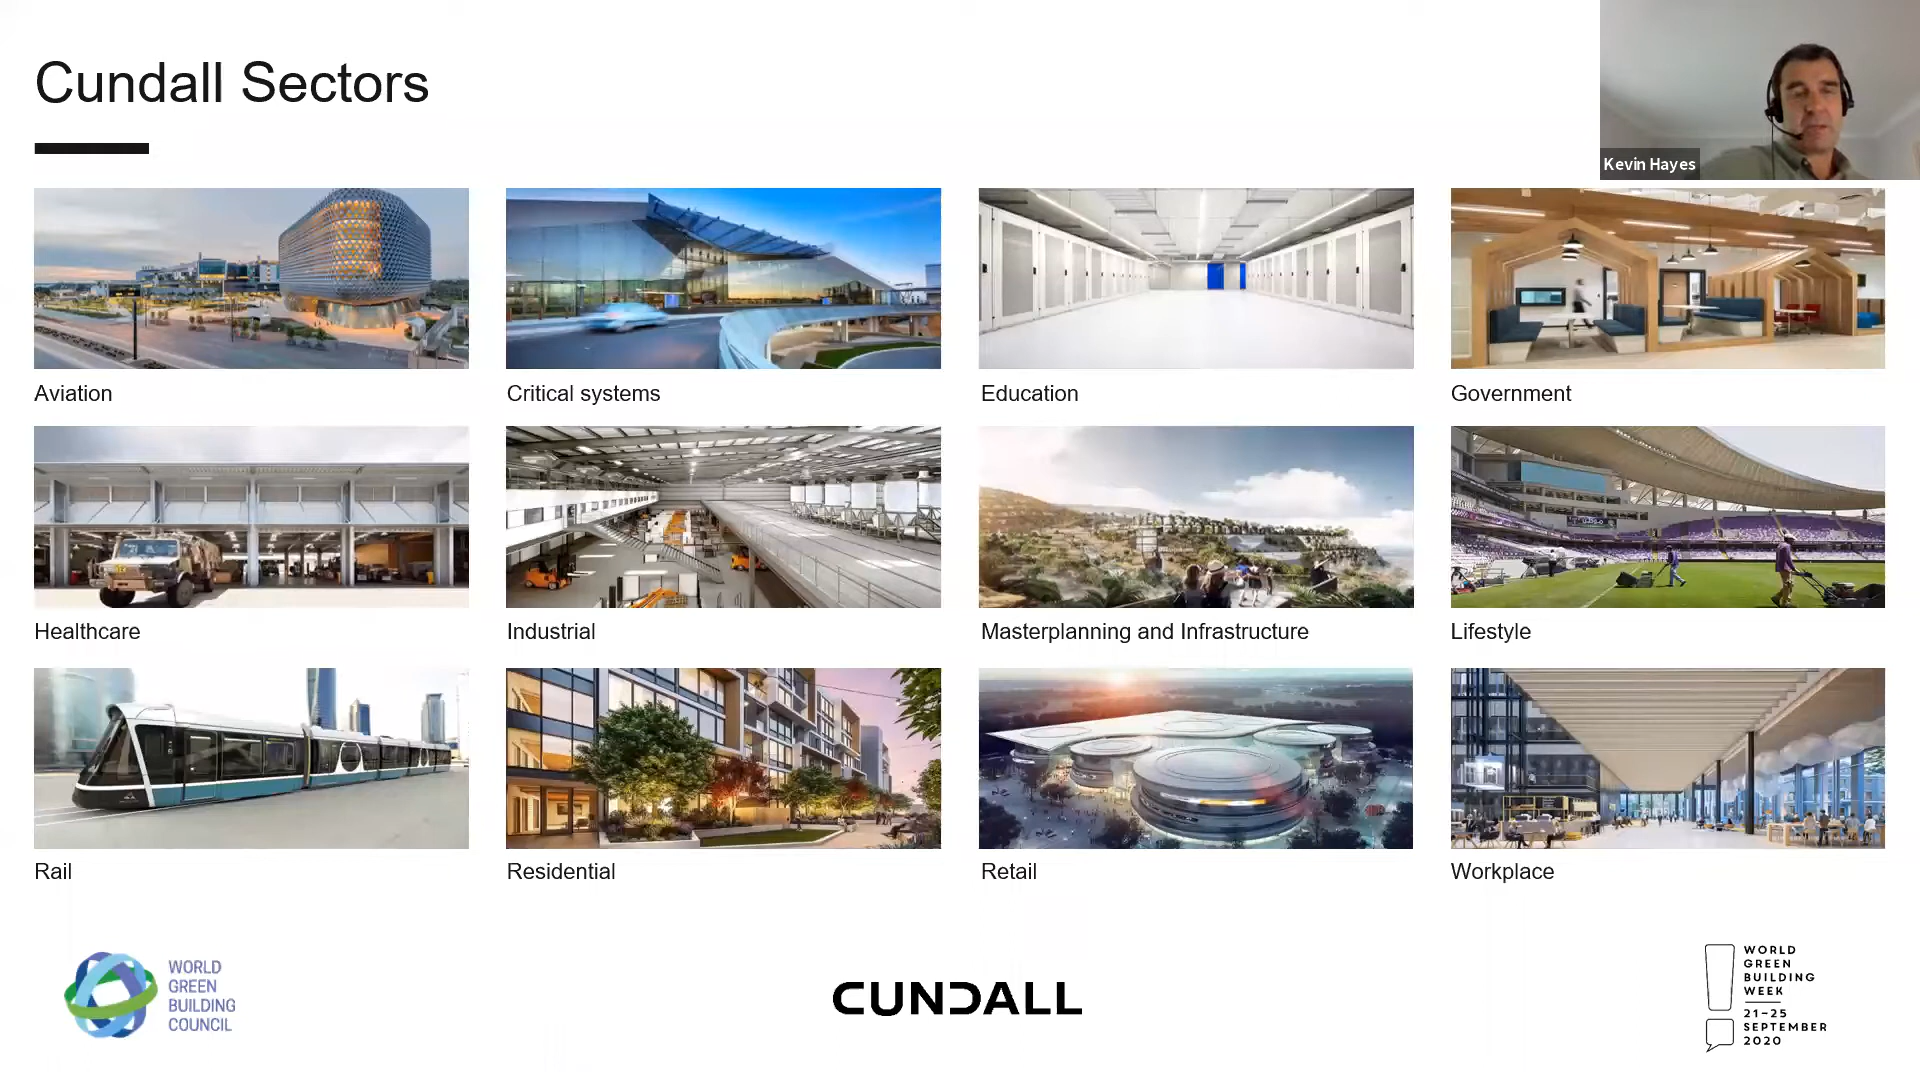 Cundall Sectors
Kevin Hayes
Aviation
Critical systems
Education
Government
Healthcare
Industrial
Masterplanning and Infrastructure
Lifestyle
Rail
Residential
Retail
Workplace
WORLD
GREEN
BUILDING
COUNCIL
CUNDALL
WORLD
GREEN
BUILDING
WEEK
21–25
SEPTEMBER
2020